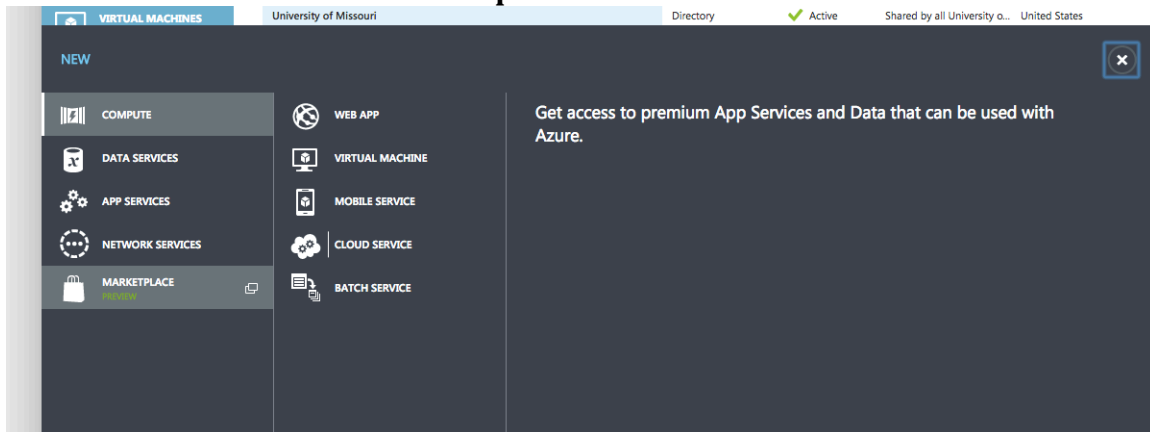 VIRTUAL MACHINES University of Missouri Directory Active Shared by all University o... United States
NEW
COMPUTE
DATA SERVICES
APP SERVICES
NETWORK SERVICES
MARKETPLACE
PREVIEW
WEB APP
VIRTUAL MACHINE
MOBILE SERVICE
CLOUD SERVICE
BATCH SERVICE
Get access to premium App Services and Data that can be used with
Azure.